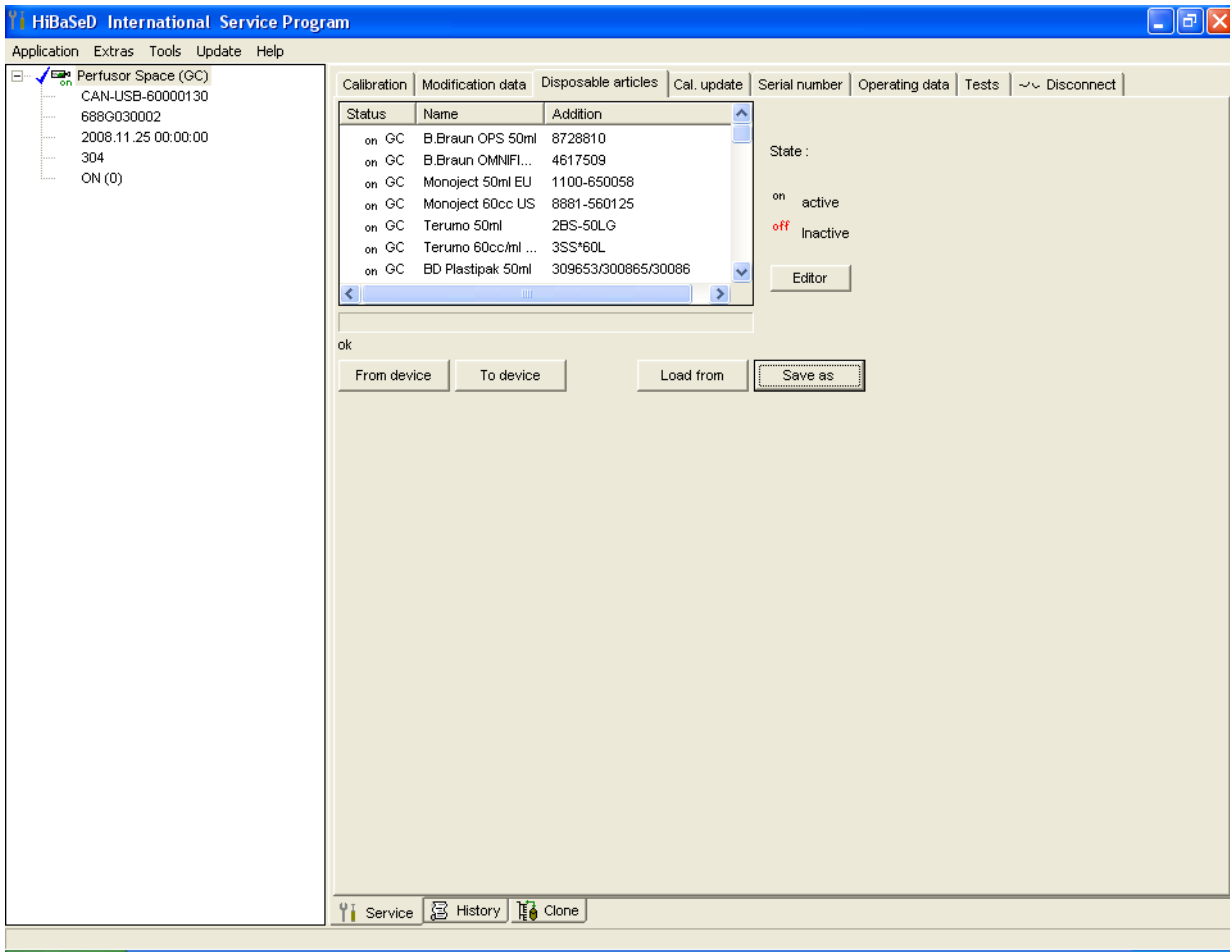 HiBaSeD International Service Program
Application Extras Tools Update Help
Perfusor Space (GC)
CAN-USB-60000130
688G030002
2008.11.25 00:00:00
304
ON (0)
Calibration Modification data Disposable articles Cal. update Serial number Operating data Tests Disconnect
Status Name Addition
on GC B.Braun OPS 50ml 8728810
on GC B.Braun OMNIFI... 4617509
on GC Monoject 50ml EU 1100-650058
on GC Monoject 60cc US 8881-560125
on GC Terumo 50ml 2BS-50LG
on GC Terumo 60cc/ml ... 3SS*60L
on GC BD Plastipak 50ml 309653/300865/30086
State :
on active
off Inactive
Editor
ok
From device To device Load from Save as
Service History Clone